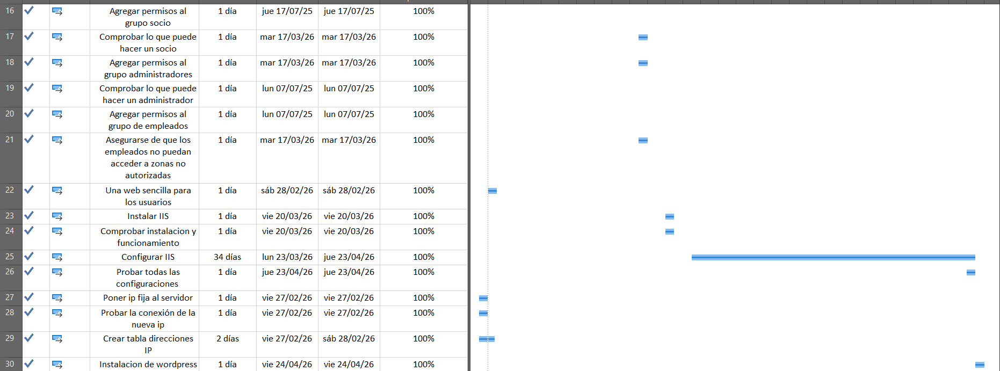 16 Agregar permisos al 1 día jue 17/07/25 jue 17/07/25 100%
grupo socio
17 Comprobar lo que puede 1 día mar 17/03/26 mar 17/03/26 100%
hacer un socio
18 Agregar permisos al 1 día mar 17/03/26 mar 17/03/26 100%
grupo administradores
19 Comprobar lo que puede 1 día lun 07/07/25 lun 07/07/25 100%
hacer un administrador
20 Agregar permisos al 1 día lun 07/07/25 lun 07/07/25 100%
grupo de empleados
21 Asegurarse de que los 1 día mar 17/03/26 mar 17/03/26 100%
empleados no puedan
acceder a zonas no
autorizadas
22 Una web sencilla para 1 día sáb 28/02/26 sáb 28/02/26 100%
los usuarios
23 Instalar IIS 1 día vie 20/03/26 vie 20/03/26 100%
24 Comprobar instalacion y 1 día vie 20/03/26 vie 20/03/26 100%
funcionamiento
25 Configurar IIS 34 días lun 23/03/26 jue 23/04/26 100%
26 Probar todas las 1 día jue 23/04/26 jue 23/04/26 100%
configuraciones
27 Poner ip fija al servidor 1 día vie 27/02/26 vie 27/02/26 100%
28 Probar la conexión de la 1 día vie 27/02/26 vie 27/02/26 100%
nueva ip
29 Crear tabla direcciones 2 días vie 27/02/26 sáb 28/02/26 100%
IP
30 Instalacion de wordpress 1 día vie 24/04/26 vie 24/04/26 100%